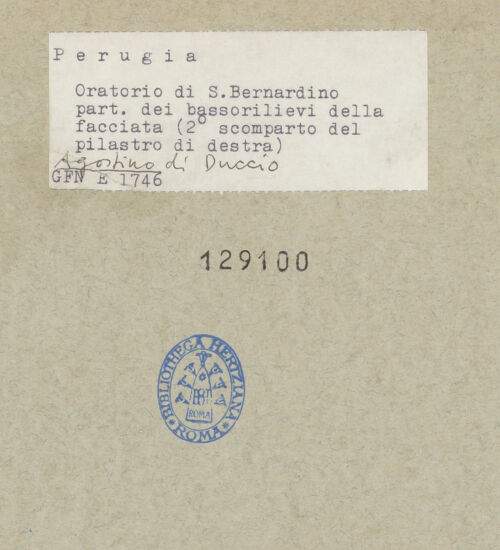 P e r u g i a
Oratorio di S.Bernardino
part. dei bassorilievi della
facciata (2° scomparto del
pilastro di destra)
Agostino di Duccio
GFN E 1746
129100
BIBLIOTHECA HERTZIANA
ROMA
ROMA